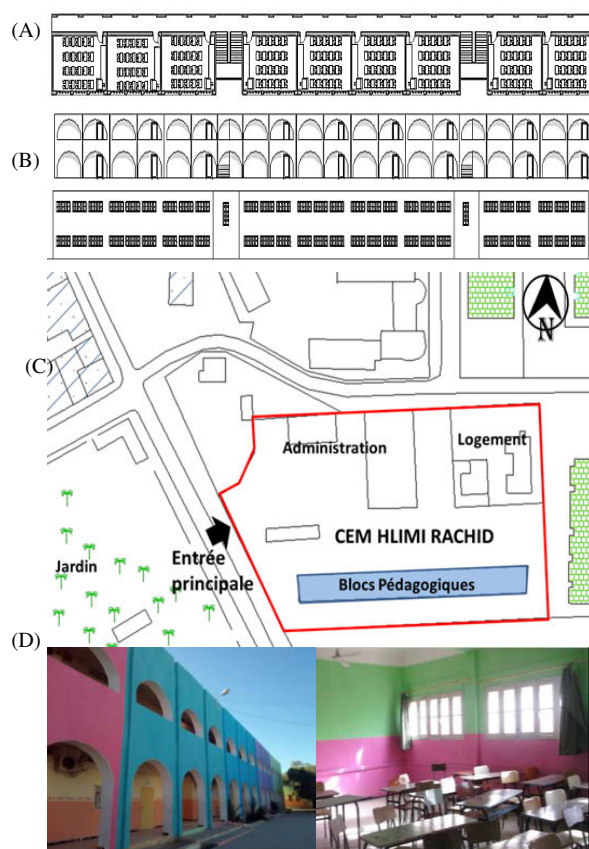 (A)
(B)
(C)
N
Administration
Logement
CEM HLIMI RACHID
Jardin
Entrée
principale
Blocs Pédagogiques
(D)